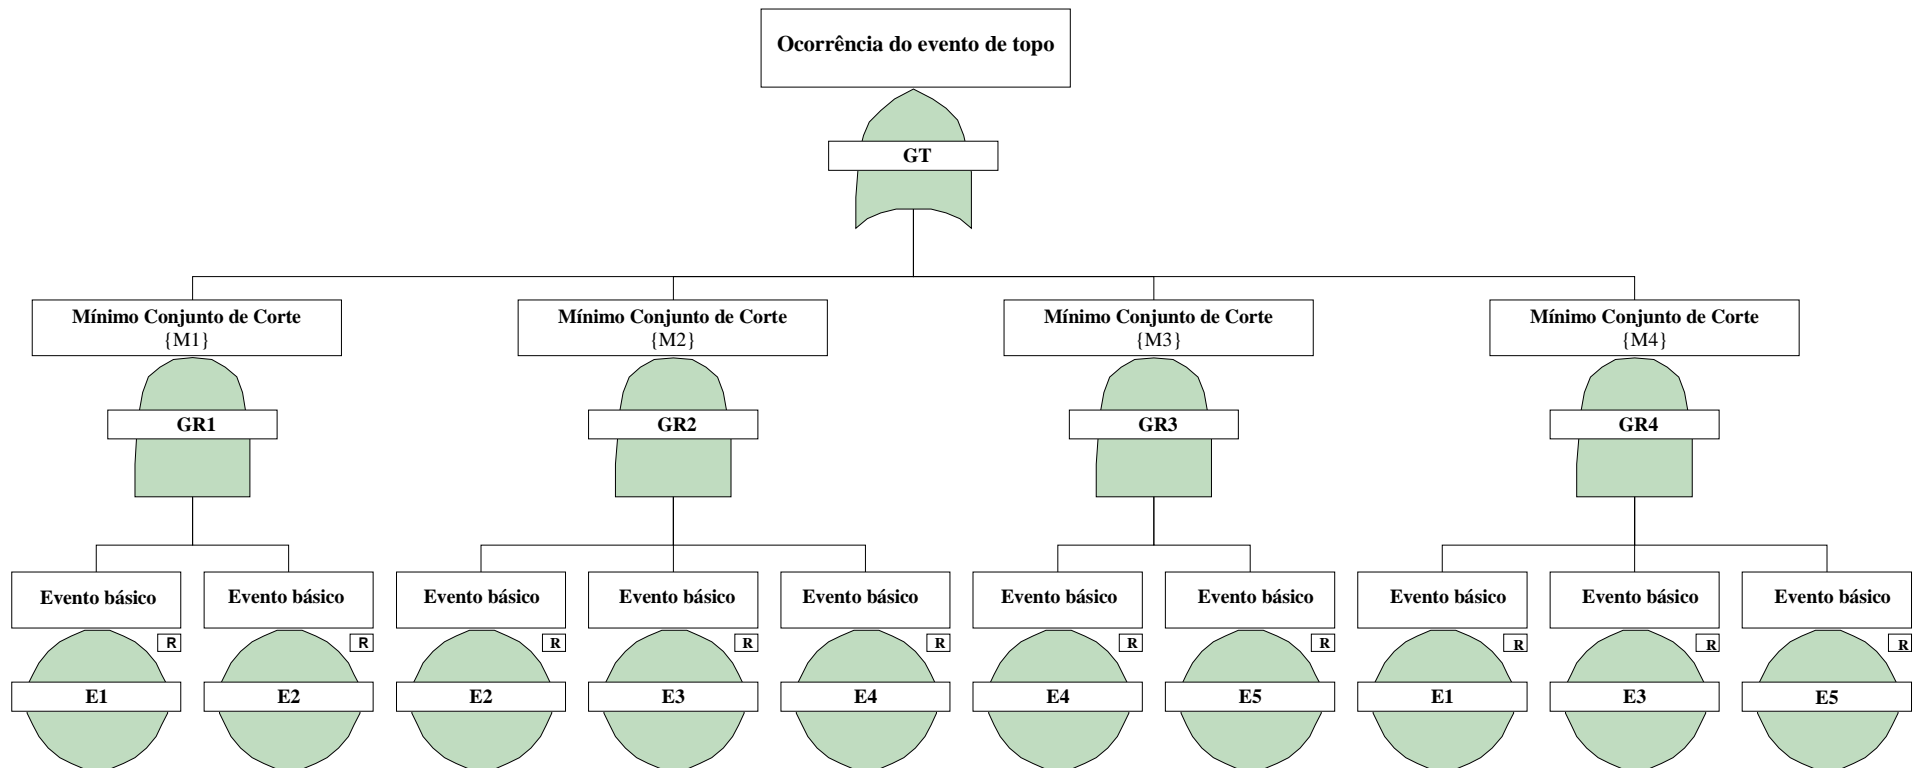 Ocorrência do evento de topo
GT
Mínimo Conjunto de Corte
{M1}
Mínimo Conjunto de Corte
{M2}
Mínimo Conjunto de Corte
{M3}
Mínimo Conjunto de Corte
{M4}
GR1
GR2
GR3
GR4
Evento básico
Evento básico
Evento básico
Evento básico
Evento básico
Evento básico
Evento básico
Evento básico
Evento básico
Evento básico
R
R
R
R
R
R
R
R
R
R
E1
E2
E2
E3
E4
E4
E5
E1
E3
E5